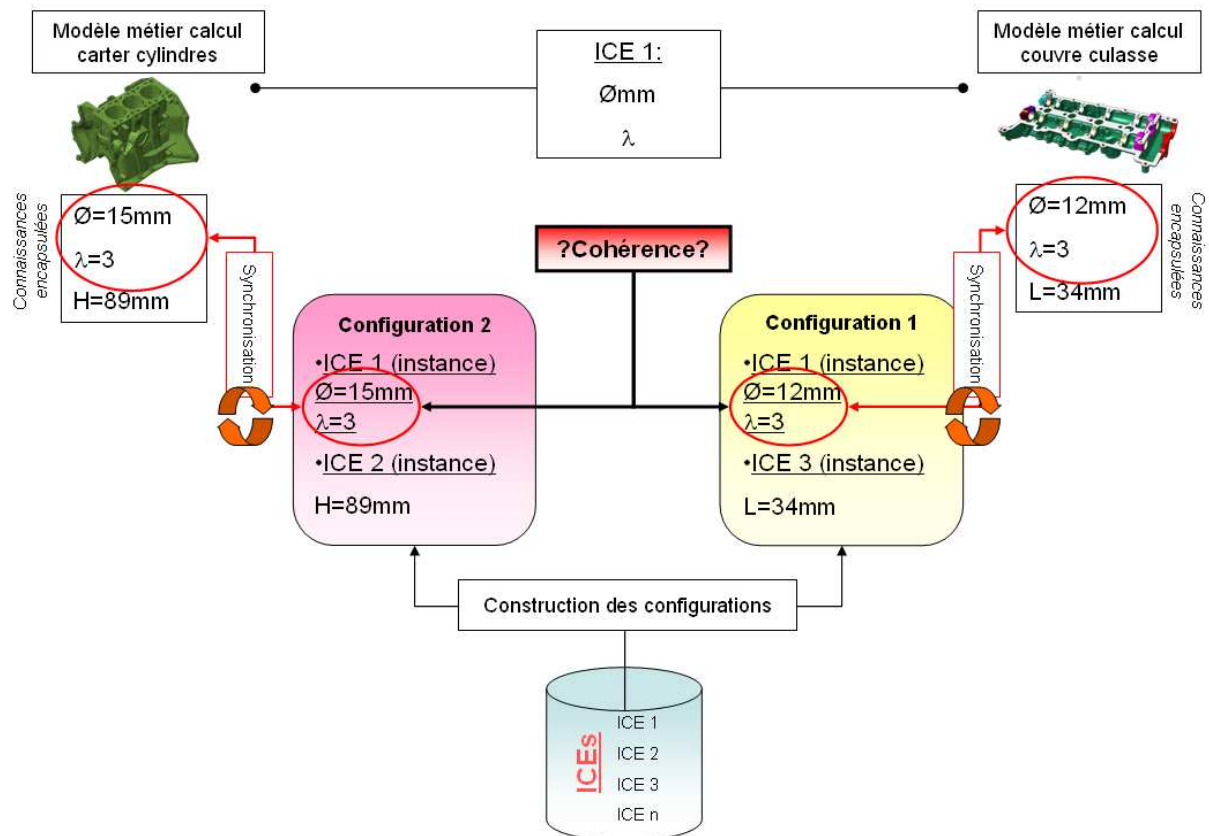 Modèle métier calcul
carter cylindres
ICE 1:
Ømm
λ
Modèle métier calcul
couvre culasse
Connaissances
encapsulées
Ø=15mm
λ=3
H=89mm
Synchronisation
?Cohérence?
Ø=12mm
λ=3
L=34mm
Connaissances
encapsulées
Synchronisation
Configuration 2
•ICE 1 (instance)
Ø=15mm
λ=3
•ICE 2 (instance)
H=89mm
Configuration 1
•ICE 1 (instance)
Ø=12mm
λ=3
•ICE 3 (instance)
L=34mm
Construction des configurations
ICEs
ICE 1
ICE 2
ICE 3
ICE n